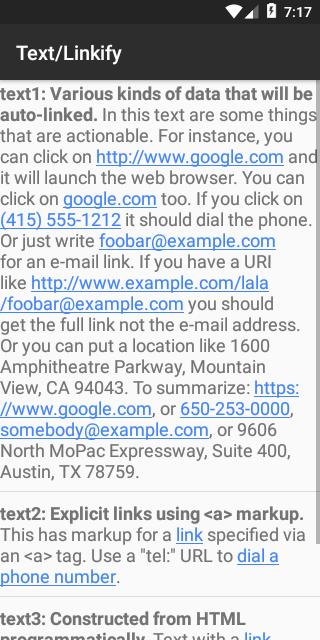 7:17
Text/Linkify
text1: Various kinds of data that will be
auto-linked. In this text are some things
that are actionable. For instance, you
can click on http://www.google.com and
it will launch the web browser. You can
click on google.com too. If you click on
(415) 555-1212 it should dial the phone.
Or just write foobar@example.com
for an e-mail link. If you have a URI
like http://www.example.com/lala
/foobar@example.com you should
get the full link not the e-mail address.
Or you can put a location like 1600
Amphitheatre Parkway, Mountain
View, CA 94043. To summarize: https:
//www.google.com, or 650-253-0000,
somebody@example.com, or 9606
North MoPac Expressway, Suite 400,
Austin, TX 78759.
text2: Explicit links using <a> markup.
This has markup for a link specified via
an <a> tag. Use a "tel:" URL to dial a
phone number.
text3: Constructed from HTML
programmatically. Text with a link